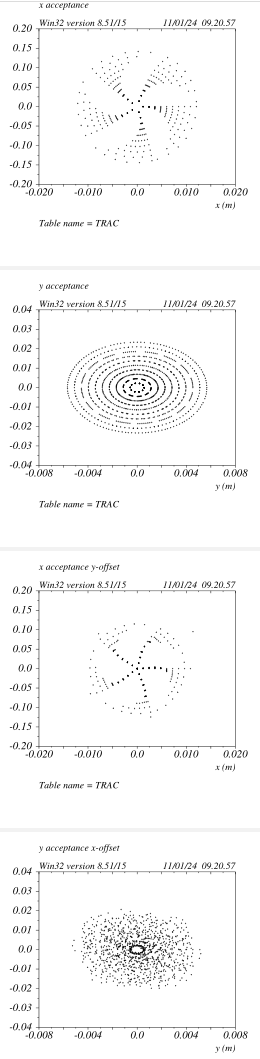 x acceptance
Win32 version 8.51/15 11/01/24 09.20.57
0.20
0.15
0.10
0.05
0.0
-0.05
-0.10
-0.15
-0.20
-0.020 -0.010 0.0 0.010 0.020
x (m)
Table name = TRAC
y acceptance
Win32 version 8.51/15 11/01/24 09.20.57
0.04
0.03
0.02
0.01
0.0
-0.01
-0.02
-0.03
-0.04
-0.008 -0.004 0.0 0.004 0.008
y (m)
Table name = TRAC
x acceptance y-offset
Win32 version 8.51/15 11/01/24 09.20.57
0.20
0.15
0.10
0.05
0.0
-0.05
-0.10
-0.15
-0.20
-0.020 -0.010 0.0 0.010 0.020
x (m)
Table name = TRAC
y acceptance x-offset
Win32 version 8.51/15 11/01/24 09.20.57
0.04
0.03
0.02
0.01
0.0
-0.01
-0.02
-0.03
-0.04
-0.008 -0.004 0.0 0.004 0.008
y (m)